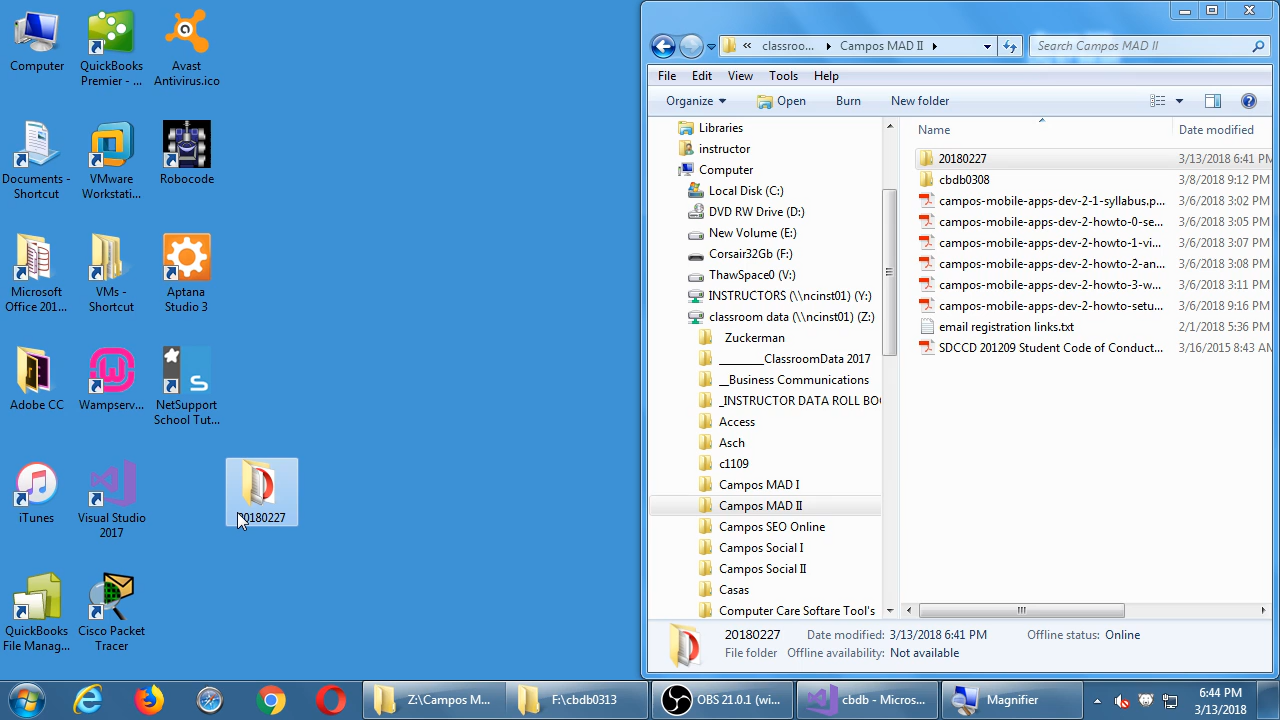 Computer
QuickBooks
Premier - ...
Avast
Antivirus.ico
Documents -
Shortcut
VMware
Workstati...
Robocode
Microsoft
Office 201...
VMs -
Shortcut
Aptana
Studio 3
Adobe CC
Wampserv...
NetSupport
School Tut...
iTunes
Visual Studio
2017
20180227
QuickBooks
File Manag...
Cisco Packet
Tracer
« classroo... Campos MAD II
Search Campos MAD II
File Edit View Tools Help
Organize Open Burn New folder
Libraries
instructor
Computer
Local Disk (C:)
DVD RW Drive (D:)
New Volume (E:)
Corsair32Gb (F:)
ThawSpace0 (V:)
INSTRUCTORS (\\ncinst01) (Y:)
classroom data (\\ncinst01) (Z:)
Zuckerman
_______ClassroomData 2017
__Business Communications
_INSTRUCTOR DATA ROLL BOO
Access
Asch
c1109
Campos MAD I
Campos MAD II
Campos SEO Online
Campos Social I
Campos Social II
Casas
Computer Care Softare Tool's
Name Date modified
20180227 3/13/2018 6:41 PM
cbdb0308 3/8/2018 9:12 PM
campos-mobile-apps-dev-2-1-syllabus.p... 3/6/2018 3:02 PM
campos-mobile-apps-dev-2-howto-0-se... 3/6/2018 3:05 PM
campos-mobile-apps-dev-2-howto-1-vi... 3/6/2018 3:07 PM
campos-mobile-apps-dev-2-howto-2-an... 3/6/2018 3:08 PM
campos-mobile-apps-dev-2-howto-3-w... 3/6/2018 3:11 PM
campos-mobile-apps-dev-2-howto-setu... 3/6/2018 9:16 PM
email registration links.txt 2/1/2018 5:36 PM
SDCCD 201209 Student Code of Conduct... 3/16/2015 8:43 AM
20180227 Date modified: 3/13/2018 6:41 PM Offline status: Online
File folder Offline availability: Not available
Z:\Campos M... F:\cbdb0313 OBS 21.0.1 (wi... cbdb - Micros... Magnifier
6:44 PM
3/13/2018